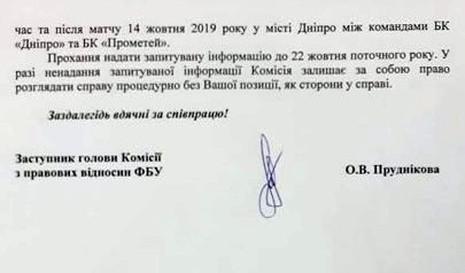 час та після матчу 14 жовтня 2019 року у місті Дніпро між командами БК
«Дніпро» та БК «Прометей».
Прохання надати запитувану інформацію до 22 жовтня поточного року. У
разі ненадання запитуваної інформації Комісія залишає за собою право
розглядати справу процедурно без Вашої позиції, як сторони у справі.
Заздалегідь вдячні за співпрацю!
Заступник голови Комісії
з правових відносин ФБУ
О.В. Пруднікова